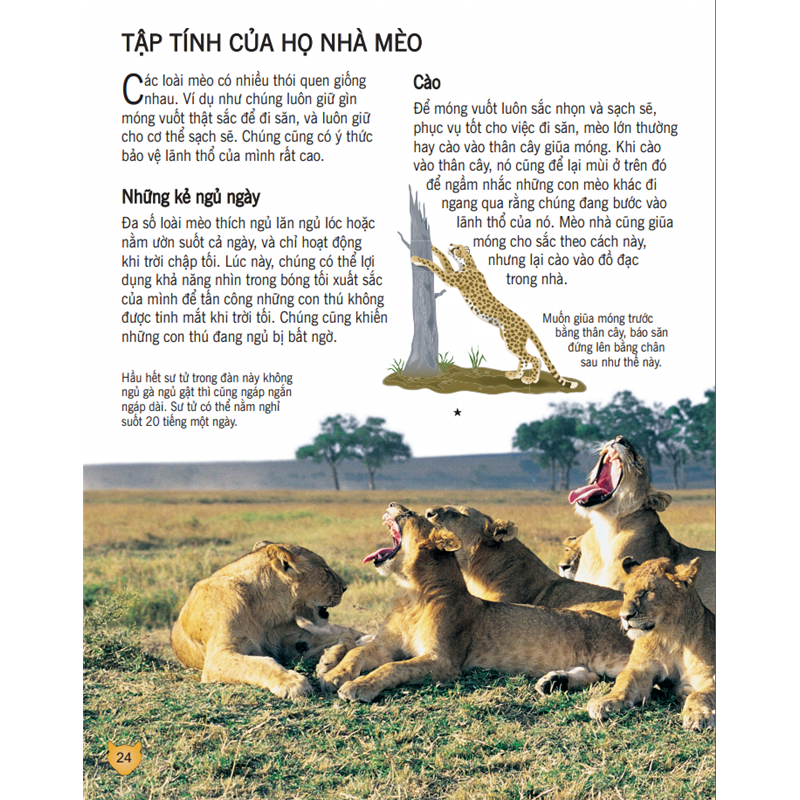 TẬP TÍNH CỦA HỌ NHÀ MÈO
Các loài mèo có nhiều thói quen giống
nhau. Ví dụ như chúng luôn giữ gìn
móng vuốt thật sắc để đi săn, và luôn giữ
cho cơ thể sạch sẽ. Chúng cũng có ý thức
bảo vệ lãnh thổ của mình rất cao.
Những kẻ ngủ ngày
Đa số loài mèo thích ngủ lăn ngủ lóc hoặc
nằm ườn suốt cả ngày, và chỉ hoạt động
khi trời chập tối. Lúc này, chúng có thể lợi
dụng khả năng nhìn trong bóng tối xuất sắc
của mình để tấn công những con thú không
được tinh mắt khi trời tối. Chúng cũng khiến
những con thú đang ngủ bị bất ngờ.
Hầu hết sư tử trong đàn này không
ngủ gà ngủ gật thì cũng ngáp ngắn
ngáp dài. Sư tử có thể nằm nghỉ
suốt 20 tiếng một ngày.
Cào
Để móng vuốt luôn sắc nhọn và sạch sẽ,
phục vụ tốt cho việc đi săn, mèo lớn thường
hay cào vào thân cây giũa móng. Khi cào
vào thân cây, nó cũng để lại mùi ở trên đó
để ngầm nhắc những con mèo khác đi
ngang qua rằng chúng đang bước vào
lãnh thổ của nó. Mèo nhà cũng giũa
móng cho sắc theo cách này,
nhưng lại cào vào đồ đạc
trong nhà.
Muốn giũa móng trước
bằng thân cây, báo săn
đứng lên bằng chân
sau như thế này.
24